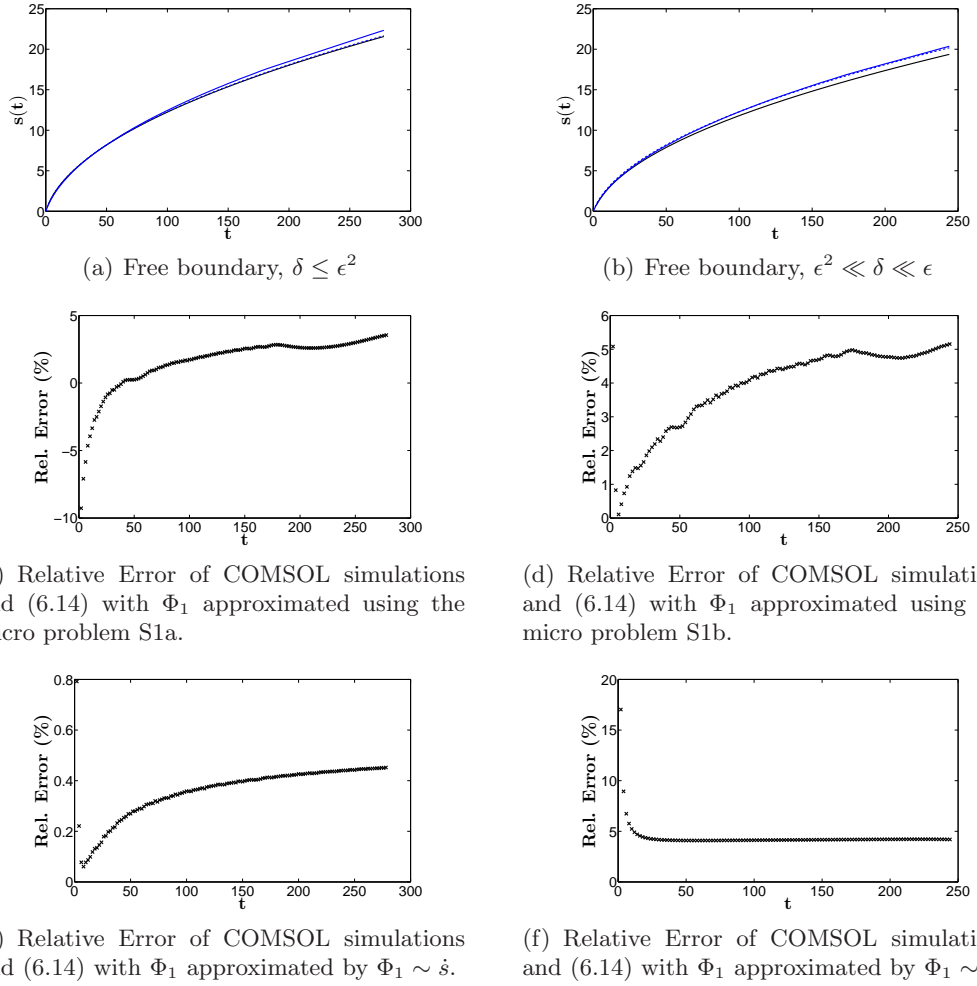 25
20
15
10
5
0
s(t)
0 50 100 150 200 250 300
t
(a) Free boundary, δ ≤ ϵ²
25
20
15
10
5
0
s(t)
0 50 100 150 200 250
t
(b) Free boundary, ϵ² ≪ δ ≪ ϵ
5
0
−5
−10
Rel. Error (%)
0 50 100 150 200 250 300
t
) Relative Error of COMSOL simulations
nd (6.14) with Φ₁ approximated using the
icro problem S1a.
6
5
4
3
2
1
0
Rel. Error (%)
0 50 100 150 200 250
t
(d) Relative Error of COMSOL simulati
and (6.14) with Φ₁ approximated using
micro problem S1b.
0.8
0.6
0.4
0.2
0
Rel. Error (%)
0 50 100 150 200 250 300
t
) Relative Error of COMSOL simulations
nd (6.14) with Φ₁ approximated by Φ₁ ∼ ṡ.
20
15
10
5
0
Rel. Error (%)
0 50 100 150 200 250
t
(f) Relative Error of COMSOL simulati
and (6.14) with Φ₁ approximated by Φ₁ ∼